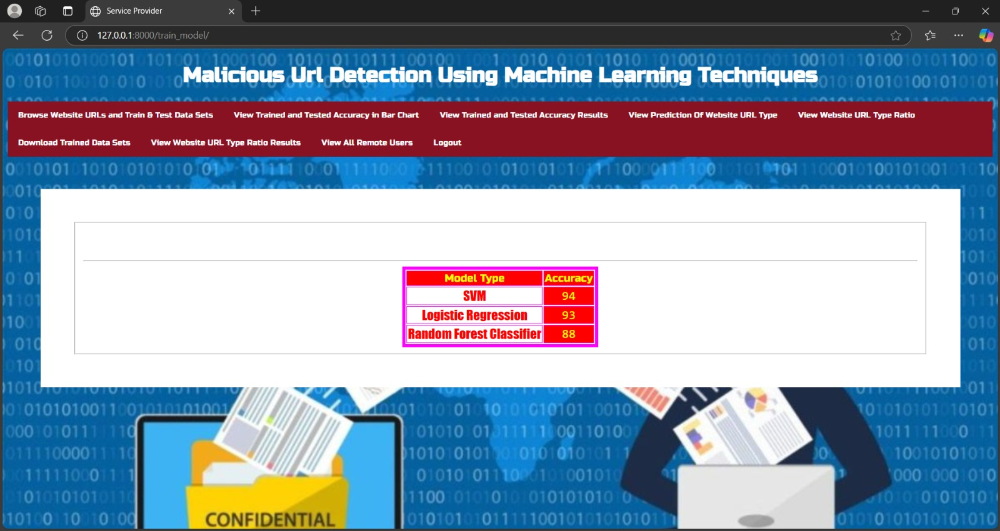 Service Provider
127.0.0.1:8000/train_model/
Malicious Url Detection Using Machine Learning Techniques
Browse Website URLs and Train & Test Data Sets View Trained and Tested Accuracy in Bar Chart View Trained and Tested Accuracy Results View Prediction Of Website URL Type View Website URL Type Ratio
Download Trained Data Sets View Website URL Type Ratio Results View All Remote Users Logout
Model Type Accuracy
SVM 94
Logistic Regression 93
Random Forest Classifier 88
CONFIDENTIAL